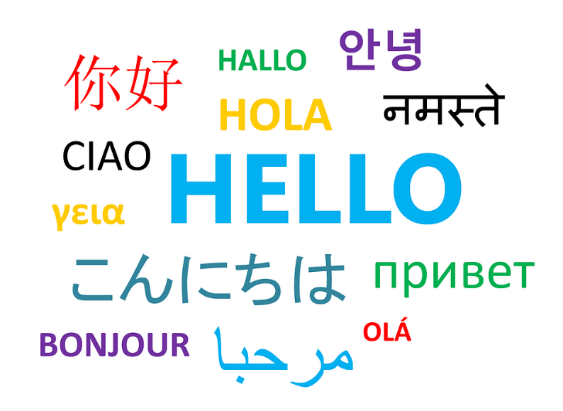 你好
HALLO
안녕
HOLA
नमस्ते
CIAO
HELLO
γεια
こんにちは
привет
BONJOUR
مرحبا
OLÁ